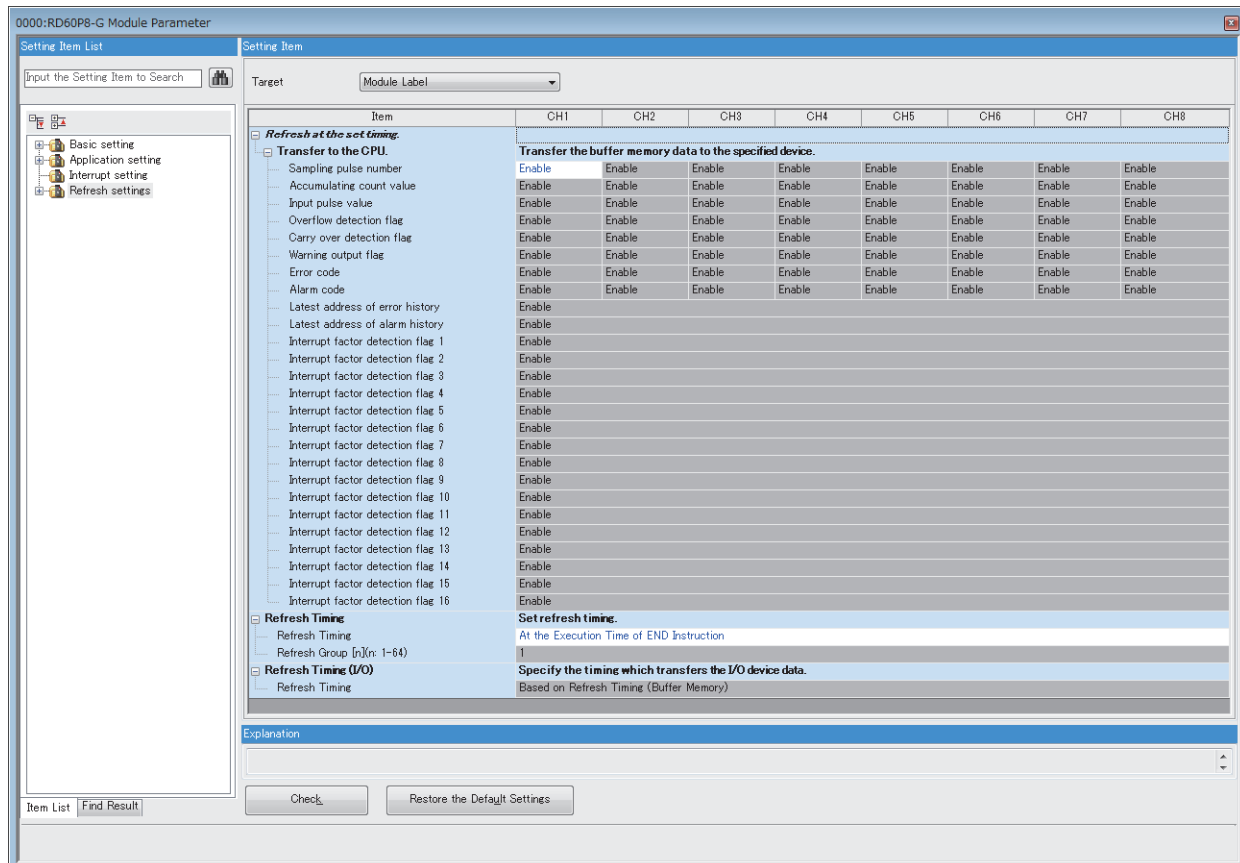 0000:RD60P8-G Module Parameter
Setting Item List
Input the Setting Item to Search
Basic setting
Application setting
Interrupt setting
Refresh settings
Item List Find Result
Setting Item
Target Module Label
Item CH1 CH2 CH3 CH4 CH5 CH6 CH7 CH8
Refresh at the set timing.
Transfer to the CPU. Transfer the buffer memory data to the specified device.
Sampling pulse number Enable Enable Enable Enable Enable Enable Enable Enable
Accumulating count value Enable Enable Enable Enable Enable Enable Enable Enable
Input pulse value Enable Enable Enable Enable Enable Enable Enable Enable
Overflow detection flag Enable Enable Enable Enable Enable Enable Enable Enable
Carry over detection flag Enable Enable Enable Enable Enable Enable Enable Enable
Warning output flag Enable Enable Enable Enable Enable Enable Enable Enable
Error code Enable Enable Enable Enable Enable Enable Enable Enable
Alarm code Enable Enable Enable Enable Enable Enable Enable Enable
Latest address of error history Enable
Latest address of alarm history Enable
Interrupt factor detection flag 1 Enable
Interrupt factor detection flag 2 Enable
Interrupt factor detection flag 3 Enable
Interrupt factor detection flag 4 Enable
Interrupt factor detection flag 5 Enable
Interrupt factor detection flag 6 Enable
Interrupt factor detection flag 7 Enable
Interrupt factor detection flag 8 Enable
Interrupt factor detection flag 9 Enable
Interrupt factor detection flag 10 Enable
Interrupt factor detection flag 11 Enable
Interrupt factor detection flag 12 Enable
Interrupt factor detection flag 13 Enable
Interrupt factor detection flag 14 Enable
Interrupt factor detection flag 15 Enable
Interrupt factor detection flag 16 Enable
Refresh Timing Set refresh timing.
Refresh Timing At the Execution Time of END Instruction
Refresh Group [n](n: 1-64) 1
Refresh Timing (I/O) Specify the timing which transfers the I/O device data.
Refresh Timing Based on Refresh Timing (Buffer Memory)
Explanation
Check Restore the Default Settings